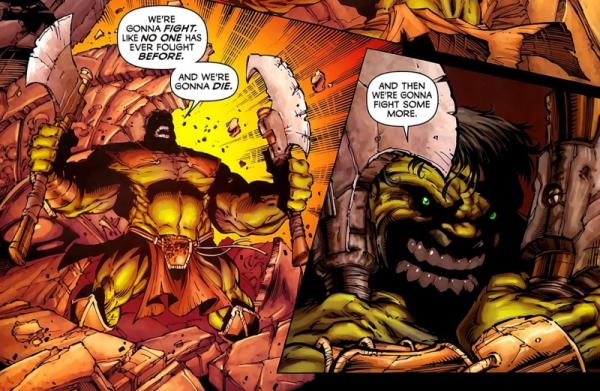 WE'RE
GONNA FIGHT.
LIKE NO ONE HAS
EVER FOUGHT
BEFORE.
AND WE'RE
GONNA DIE.
AND THEN
WE'RE GONNA
FIGHT SOME
MORE.